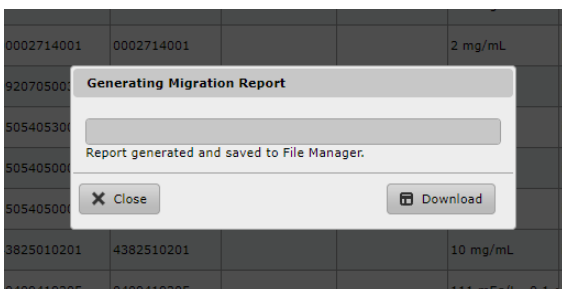 0002714001 0002714001 2 mg/mL
Generating Migration Report
Report generated and saved to File Manager.
Close Download
3825010201 4382510201 10 mg/mL